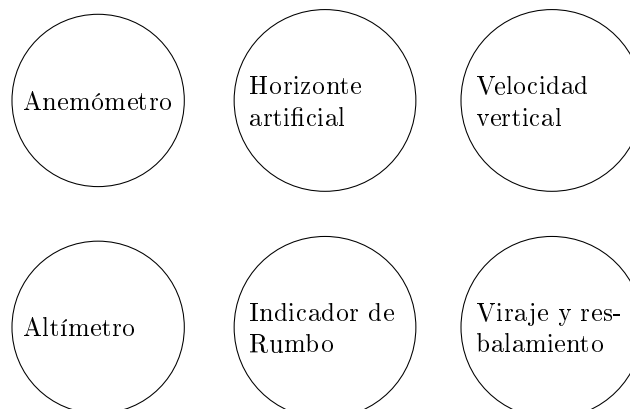 Anemómetro
Horizonte
artificial
Velocidad
vertical
Altímetro
Indicador de
Rumbo
Viraje y res-
balamiento